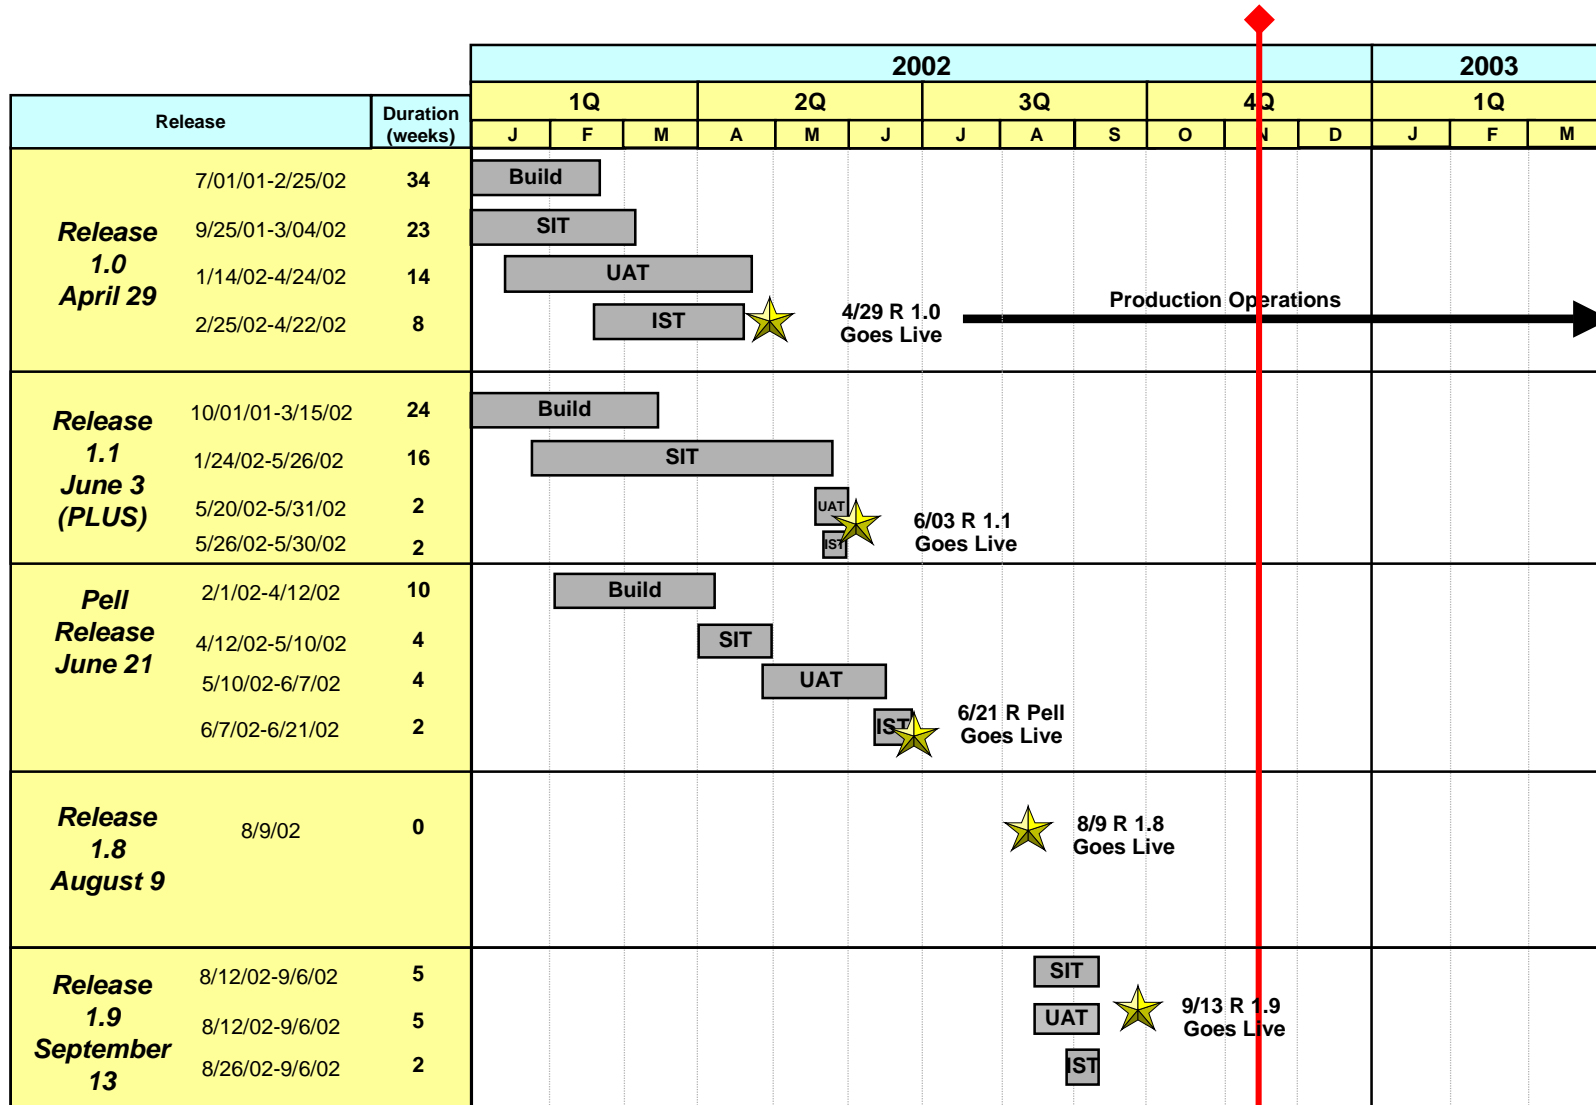 2002
2003
1Q
2Q
3Q
4Q
1Q
Release
Duration
(weeks)
J
F
M
A
M
J
J
A
S
O
N
D
J
F
M
Release
1.0
April 29
7/01/01-2/25/02
34
Build
9/25/01-3/04/02
23
SIT
1/14/02-4/24/02
14
UAT
2/25/02-4/22/02
8
IST
4/29 R 1.0
Goes Live
Production Operations
Release
1.1
June 3
(PLUS)
10/01/01-3/15/02
24
Build
1/24/02-5/26/02
16
SIT
5/20/02-5/31/02
2
UAT
5/26/02-5/30/02
2
IST
6/03 R 1.1
Goes Live
Pell
Release
June 21
2/1/02-4/12/02
10
Build
4/12/02-5/10/02
4
SIT
5/10/02-6/7/02
4
UAT
6/7/02-6/21/02
2
IST
6/21 R Pell
Goes Live
Release
1.8
August 9
8/9/02
0
8/9 R 1.8
Goes Live
Release
1.9
September
13
8/12/02-9/6/02
5
SIT
8/12/02-9/6/02
5
UAT
8/26/02-9/6/02
2
IST
9/13 R 1.9
Goes Live